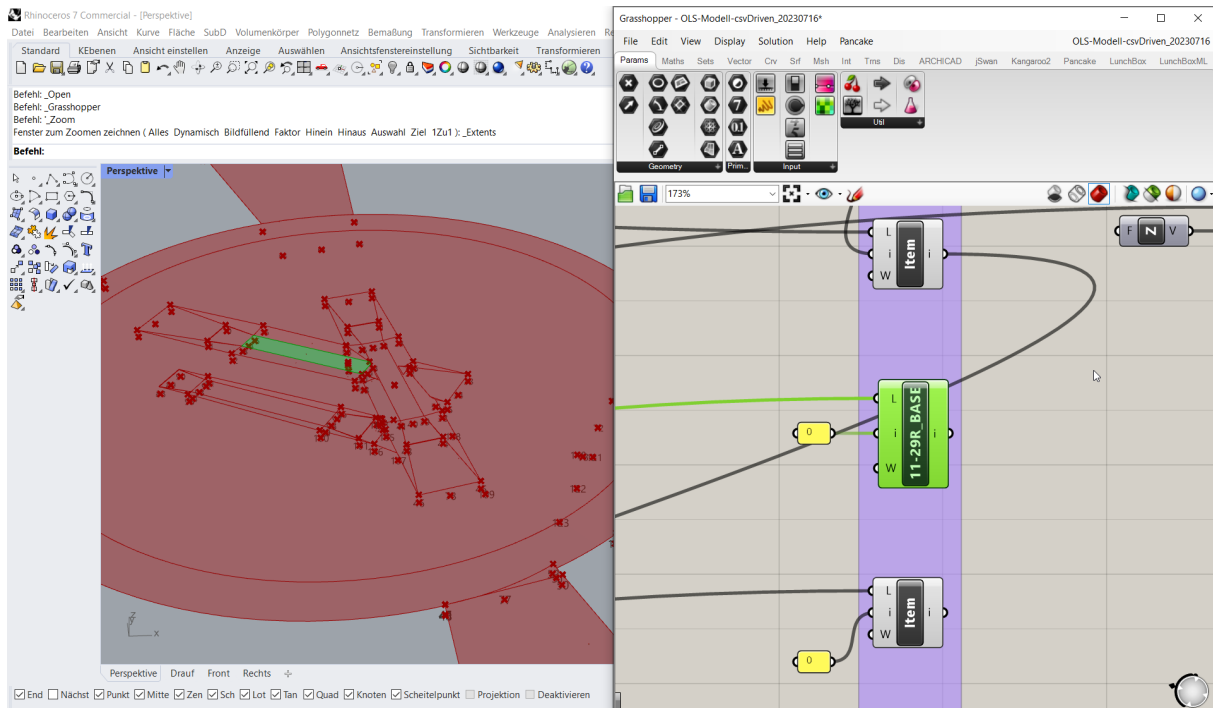 Rhinoceros 7 Commercial - [Perspektive]
Datei Bearbeiten Ansicht Kurve Fläche SubD Volumenkörper Polygonnetz Bemaßung Transformieren Werkzeuge Analysieren
Standard KEbenen Ansicht einstellen Anzeige Auswählen Ansichtsfenstereinstellung Sichtbarkeit Transformieren
Befehl: _Open
Befehl: _Grasshopper
Befehl: '_Zoom
Fenster zum Zoomen zeichnen ( Alles Dynamisch Bildfüllend Faktor Hinein Hinaus Auswahl Ziel 1Zu1 ): _Extents
Befehl:
Perspektive
z
y
x
Perspektive Drauf Front Rechts
End Nächst Punkt Mitte Zen Sch Lot Tan Quad Knoten Scheitelpunkt Projektion Deaktivieren
Grasshopper - OLS-Modell-csvDriven_20230716*
File Edit View Display Solution Help Pancake OLS-Modell-csvDriven_20230716
Params Maths Sets Vector Crv Srf Msh Int Trns Dis ARCHICAD jSwan Kangaroo2 Pancake LunchBox LunchBoxML
Geometry Prim... Input Util
173%
L
i Item i
W
F N V
L
0 i 11-29R_BASE i
W
L
i Item i
W
0